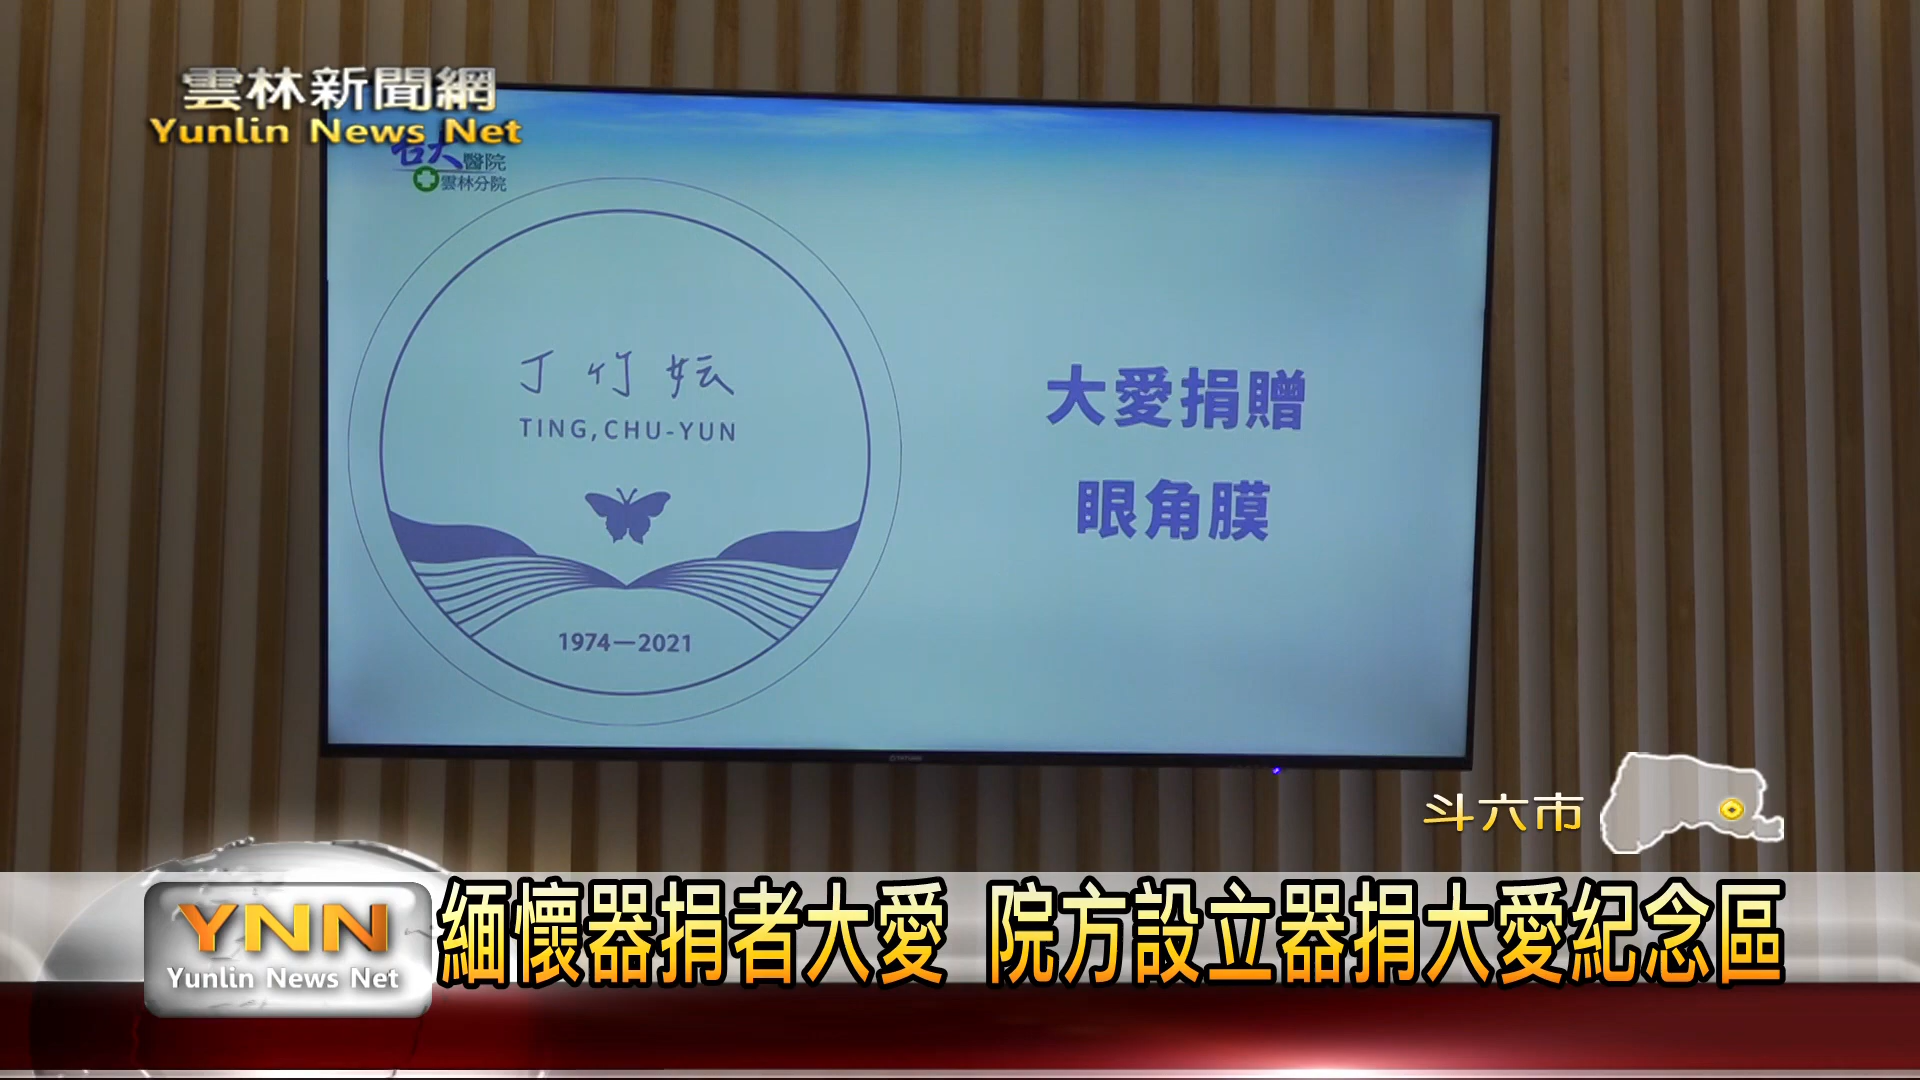 雲林新聞網
Yunlin News Net
台大醫院
雲林分院
丁竹妘
TING, CHU-YUN
1974—2021
大愛捐贈
眼角膜
斗六市
YNN
Yunlin News Net
緬懷器捐者大愛 院方設立器捐大愛紀念區